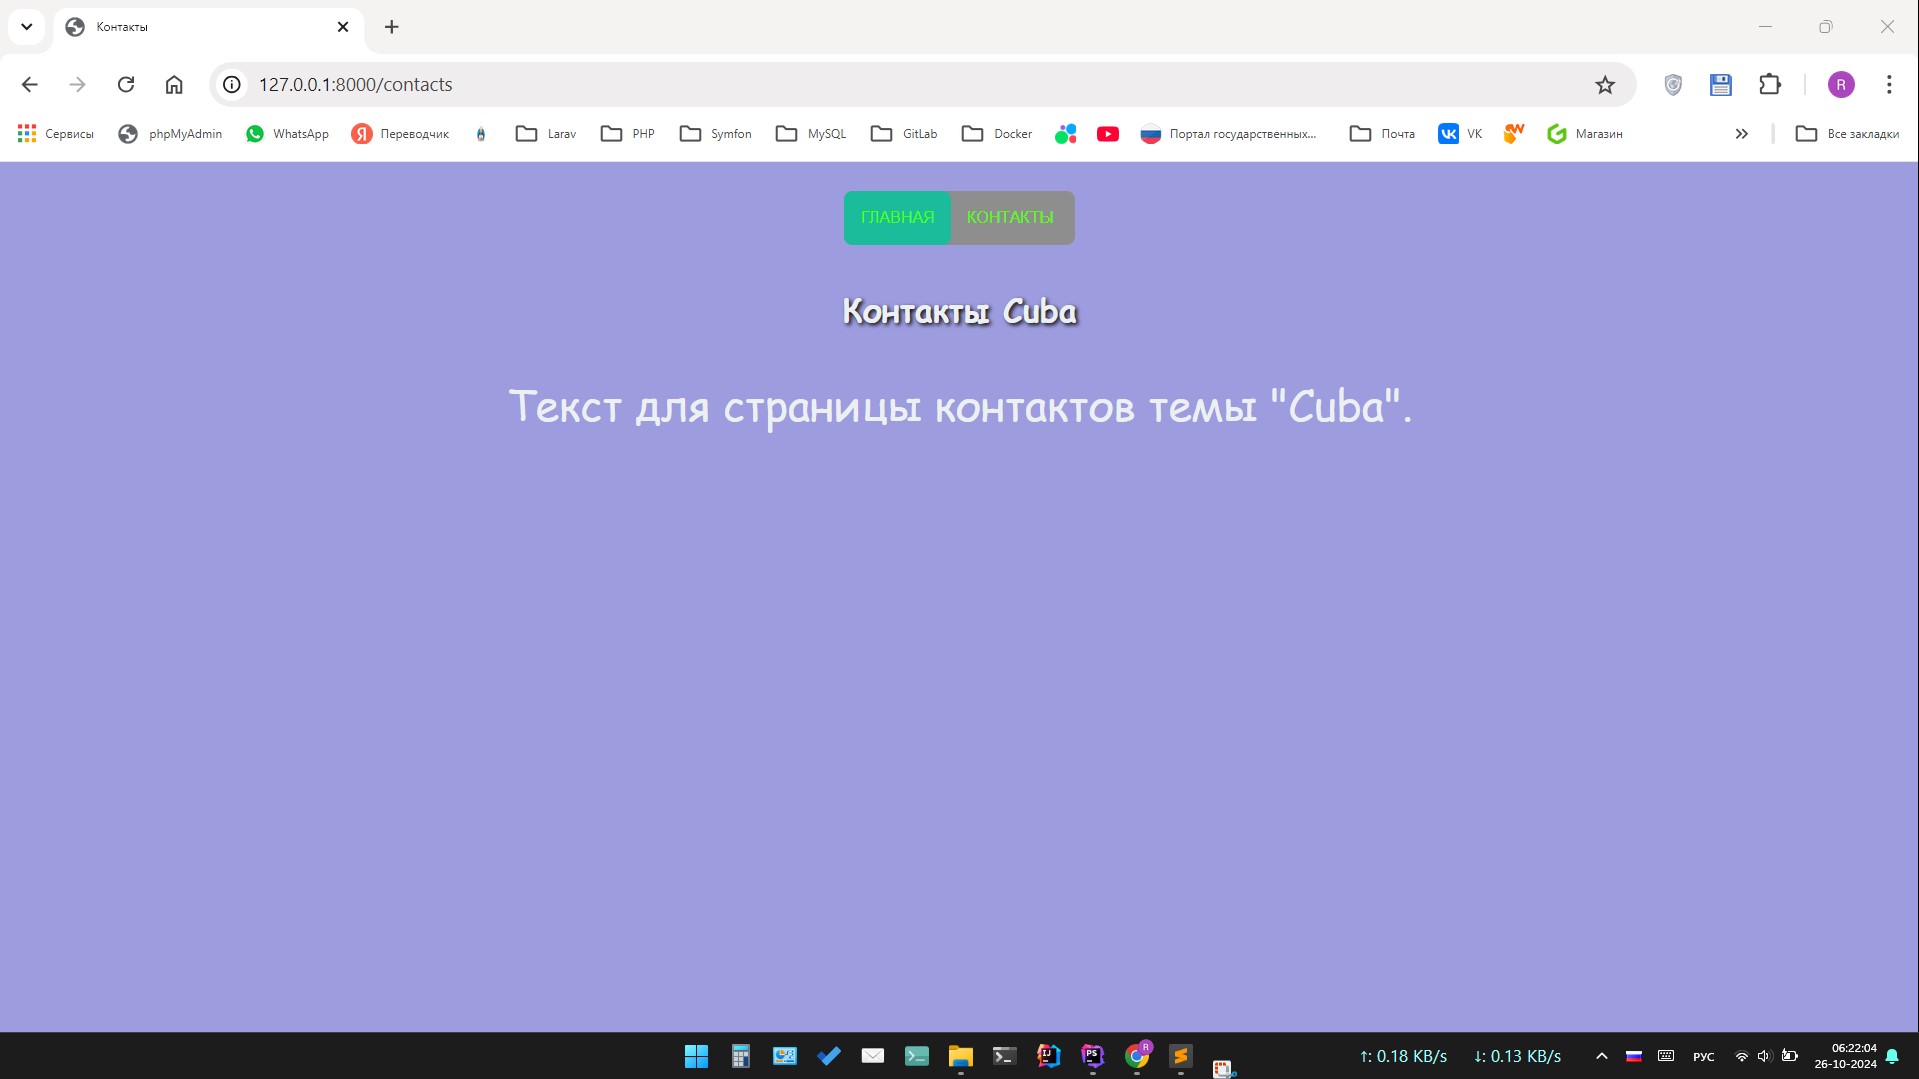 Контакты
127.0.0.1:8000/contacts
R
Сервисы
phpMyAdmin
WhatsApp
Я Переводчик
Larav
PHP
Symfon
MySQL
GitLab
Docker
Портал государственных...
Почта
VK
Магазин
Все закладки
ГЛАВНАЯ
КОНТАКТЫ
Контакты Cuba
Текст для страницы контактов темы "Cuba".
IJ
PS
R
↑: 0.18 KB/s
↓: 0.13 KB/s
РУС
06:22:04
26-10-2024